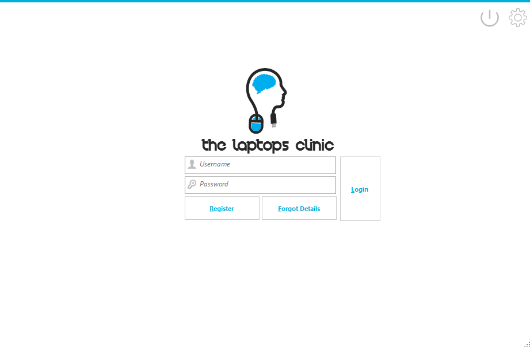 the laptops clinic
Username
Password
Login
Register
Forgot Details